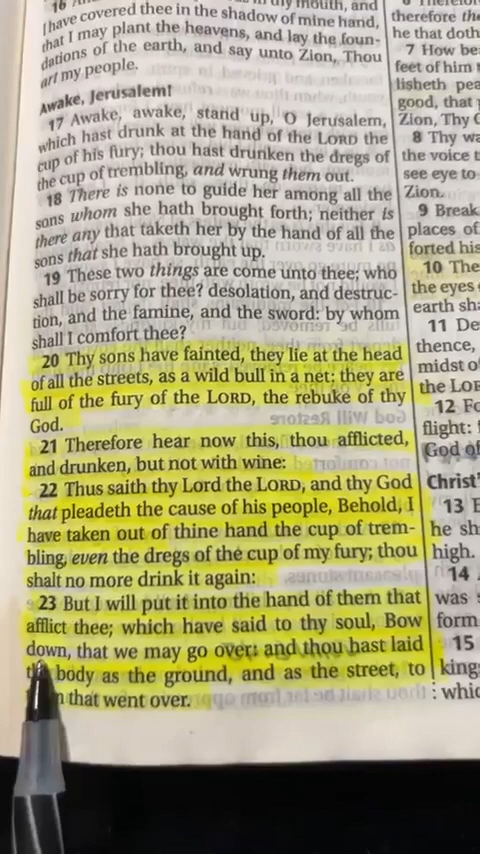 16 An thy mouth, and
I have covered thee in the shadow of mine hand,
that I may plant the heavens, and lay the foun-
dations of the earth, and say unto Zion, Thou
art my people.
Awake, Jerusalem!
17 Awake, awake, stand up, O Jerusalem,
which hast drunk at the hand of the LORD the
cup of his fury; thou hast drunken the dregs of
the cup of trembling, and wrung them out.
18 There is none to guide her among all the
sons whom she hath brought forth; neither is
there any that taketh her by the hand of all the
sons that she hath brought up.
19 These two things are come unto thee; who
shall be sorry for thee? desolation, and destruc-
tion, and the famine, and the sword: by whom
shall I comfort thee?
20 Thy sons have fainted, they lie at the head
of all the streets, as a wild bull in a net: they are
full of the fury of the LORD, the rebuke of thy
God.
21 Therefore hear now this, thou afflicted,
and drunken, but not with wine:
22 Thus saith thy Lord the LORD, and thy God
that pleadeth the cause of his people, Behold, I
have taken out of thine hand the cup of trem-
bling, even the dregs of the cup of my fury; thou
shalt no more drink it again:
23 But I will put it into the hand of them that
afflict thee; which have said to thy soul, Bow
down, that we may go over: and thou hast laid
body as the ground, and as the street, to
that went over.
therefore the
he that doth
7 How be
feet of him
lisheth pea
good, that
Zion, Thy G
8 Thy wa
the voice t
see eye to
Zion.
9 Break
places of
forted his
10 The
the eyes
earth sha
11 De
thence,
midst o
the LOR
12 Fo
flight:
God of
Christ'
13 B
he sh
high.
14
was
form
15
king
: whic